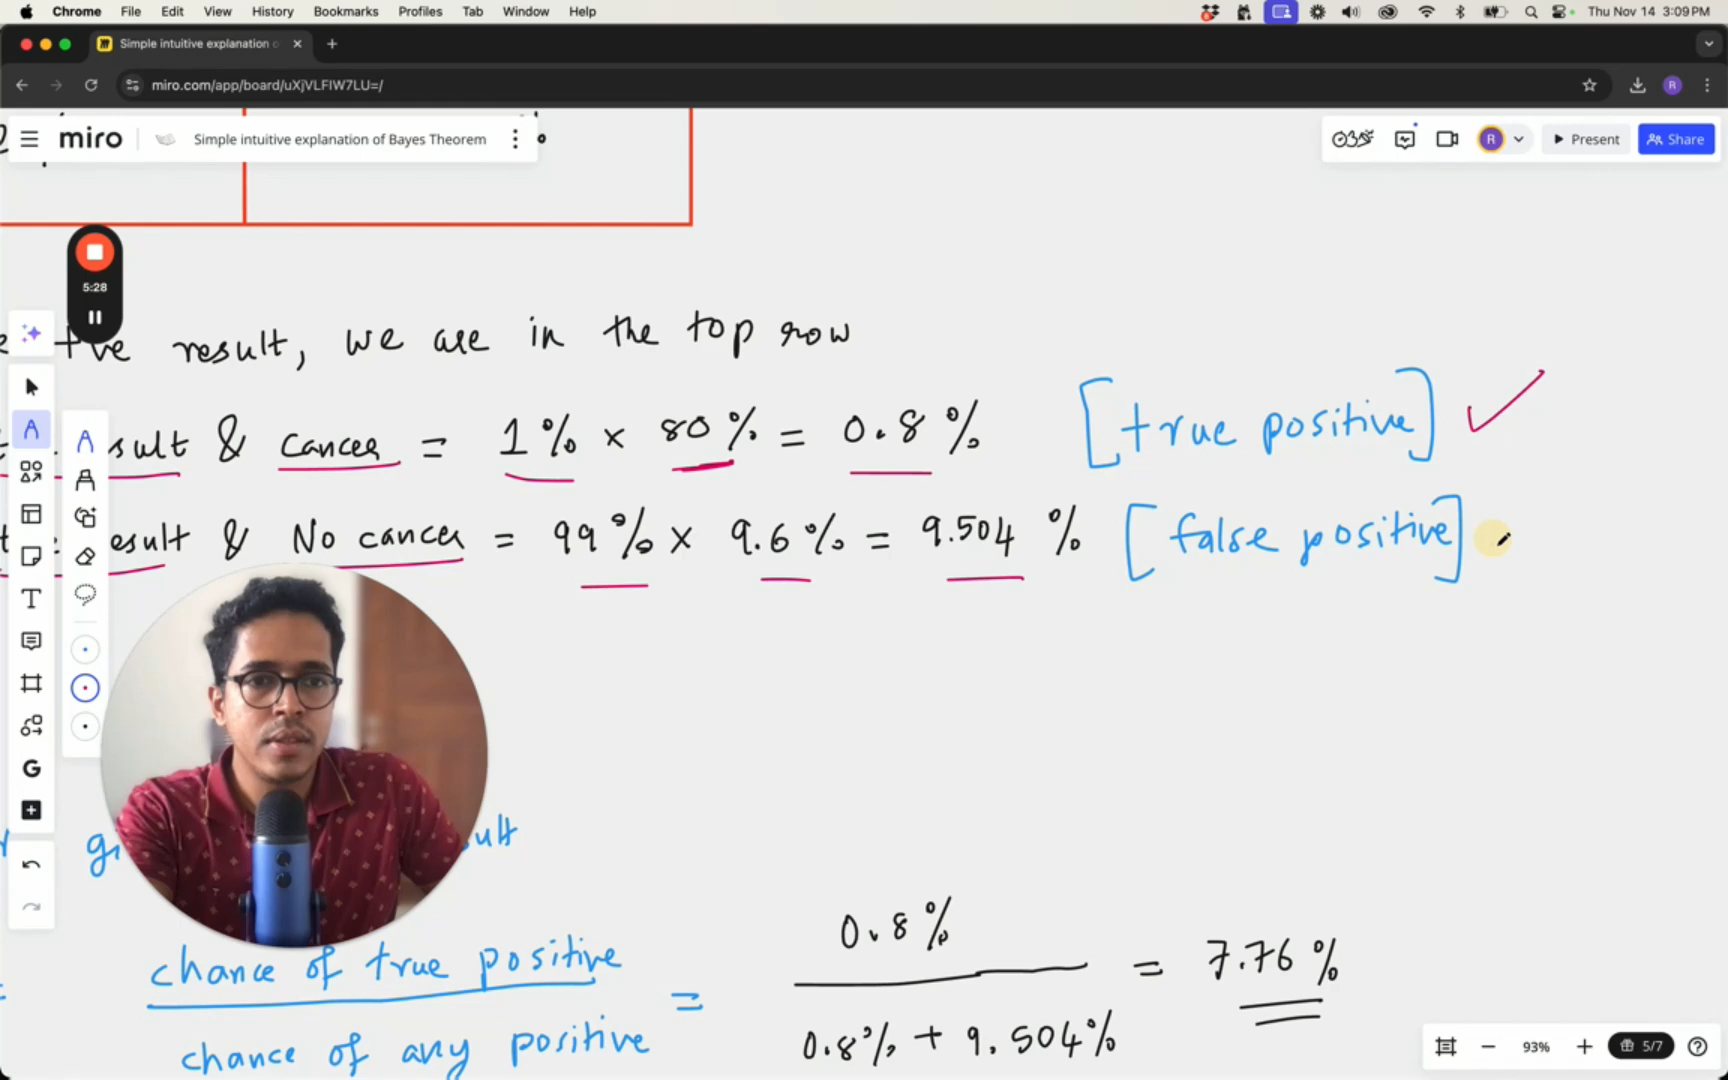 Chrome File Edit View History Bookmarks Profiles Tab Window Help Thu Nov 14 3:09 PM
Simple intuitive explanation o
miro.com/app/board/uXjVLFIW7LU=/ R
miro Simple intuitive explanation of Bayes Theorem R Present Share
5:28
+ve result, we are in the top row
sult & cancer = 1% × 80% = 0.8% [true positive] ✓
result & No cancer = 99% × 9.6% = 9.504 % [false positive]
T
G
0.8%
chance of true positive
=
= 7.76%
chance of any positive
0.8% + 9.504%
93% 5/7